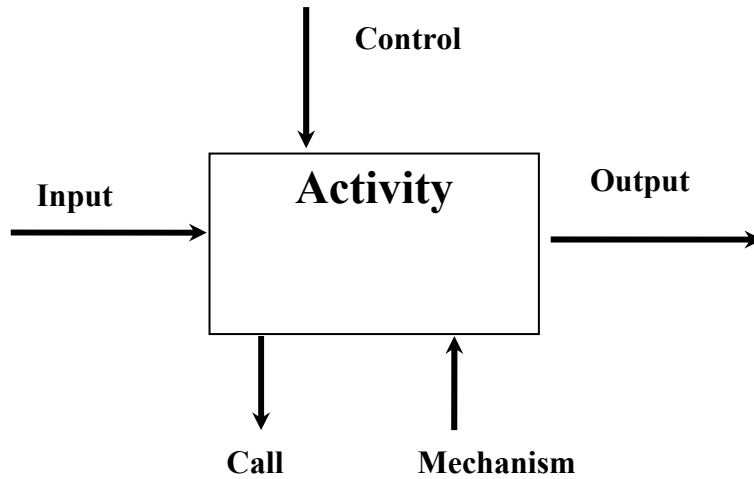 Control
Activity
Input
Output
Call
Mechanism